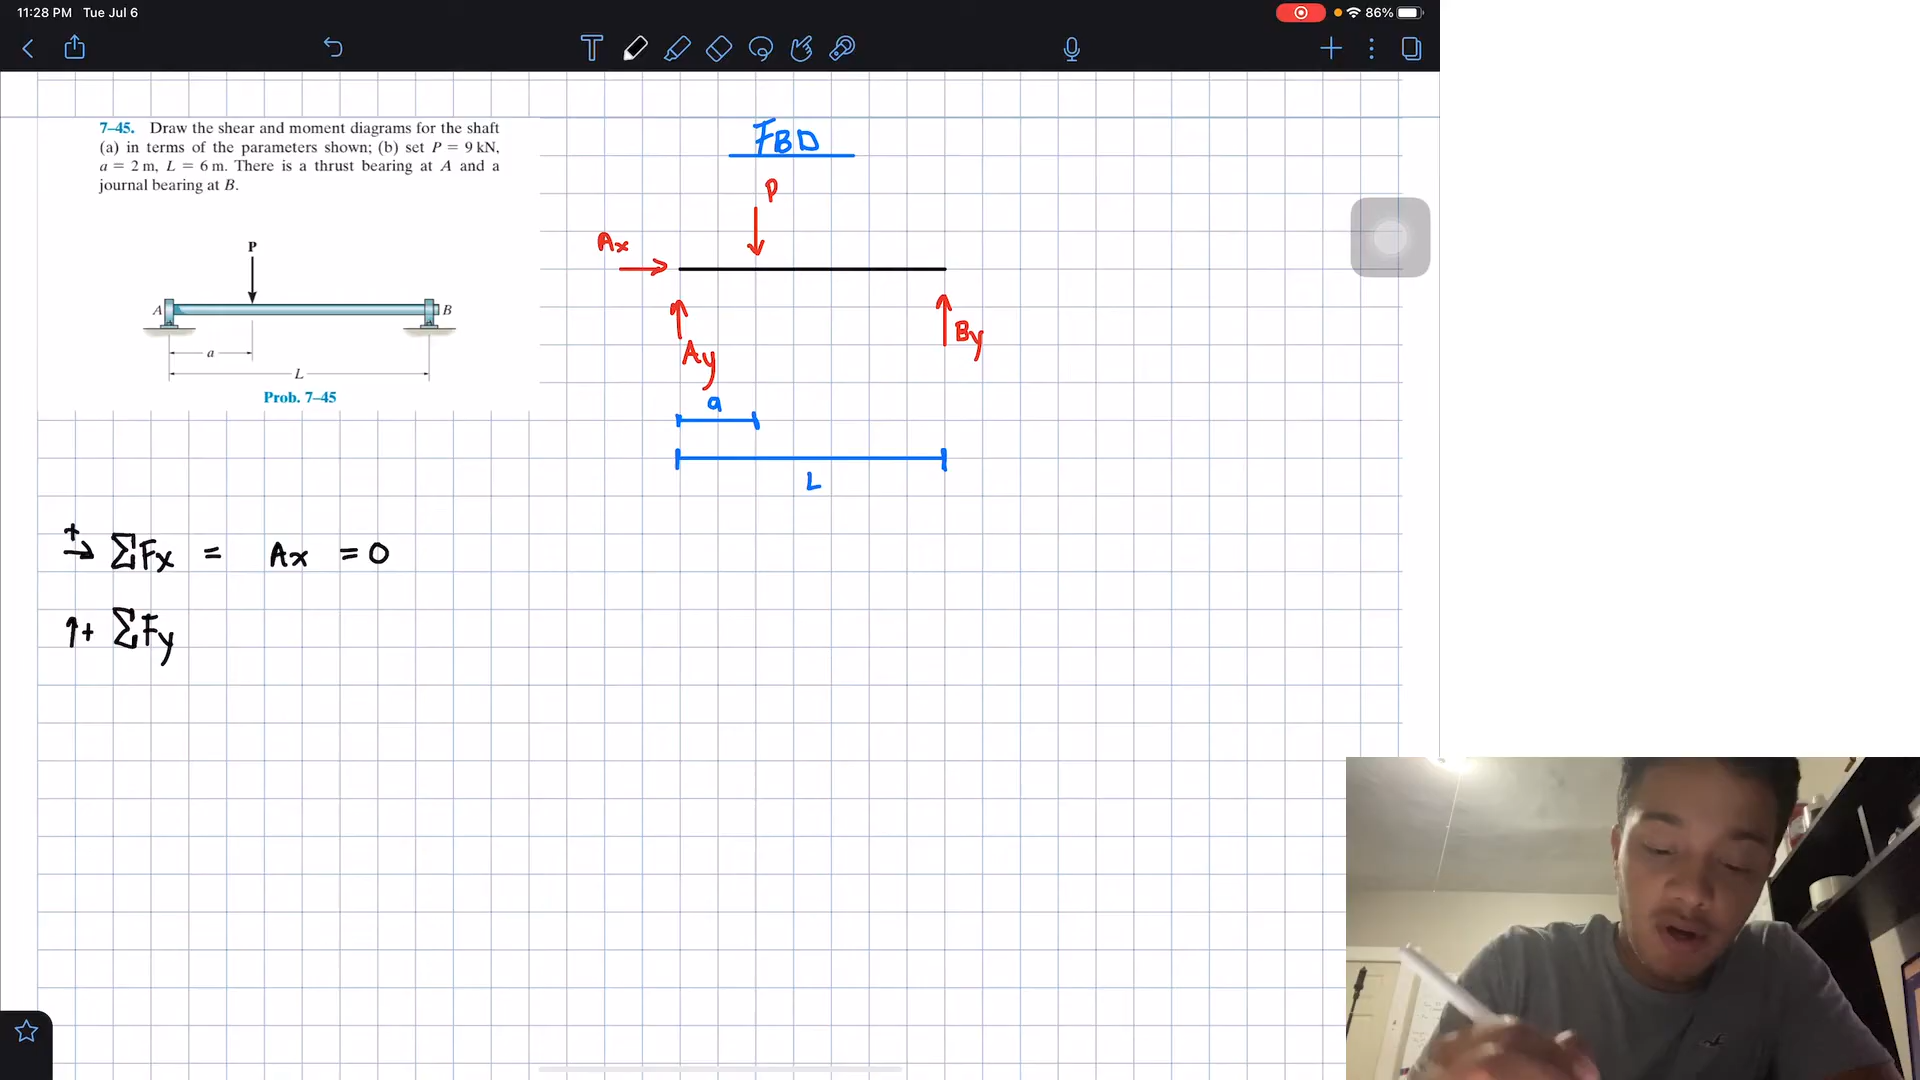 11:28 PM Tue Jul 6
86%
7–45. Draw the shear and moment diagrams for the shaft
(a) in terms of the parameters shown; (b) set P = 9 kN,
a = 2 m, L = 6 m. There is a thrust bearing at A and a
journal bearing at B.
P
A
B
a
L
Prob. 7–45
FBD
P
Ax
Ay
By
a
L
+→ ΣFx = Ax = 0
↑+ ΣFy